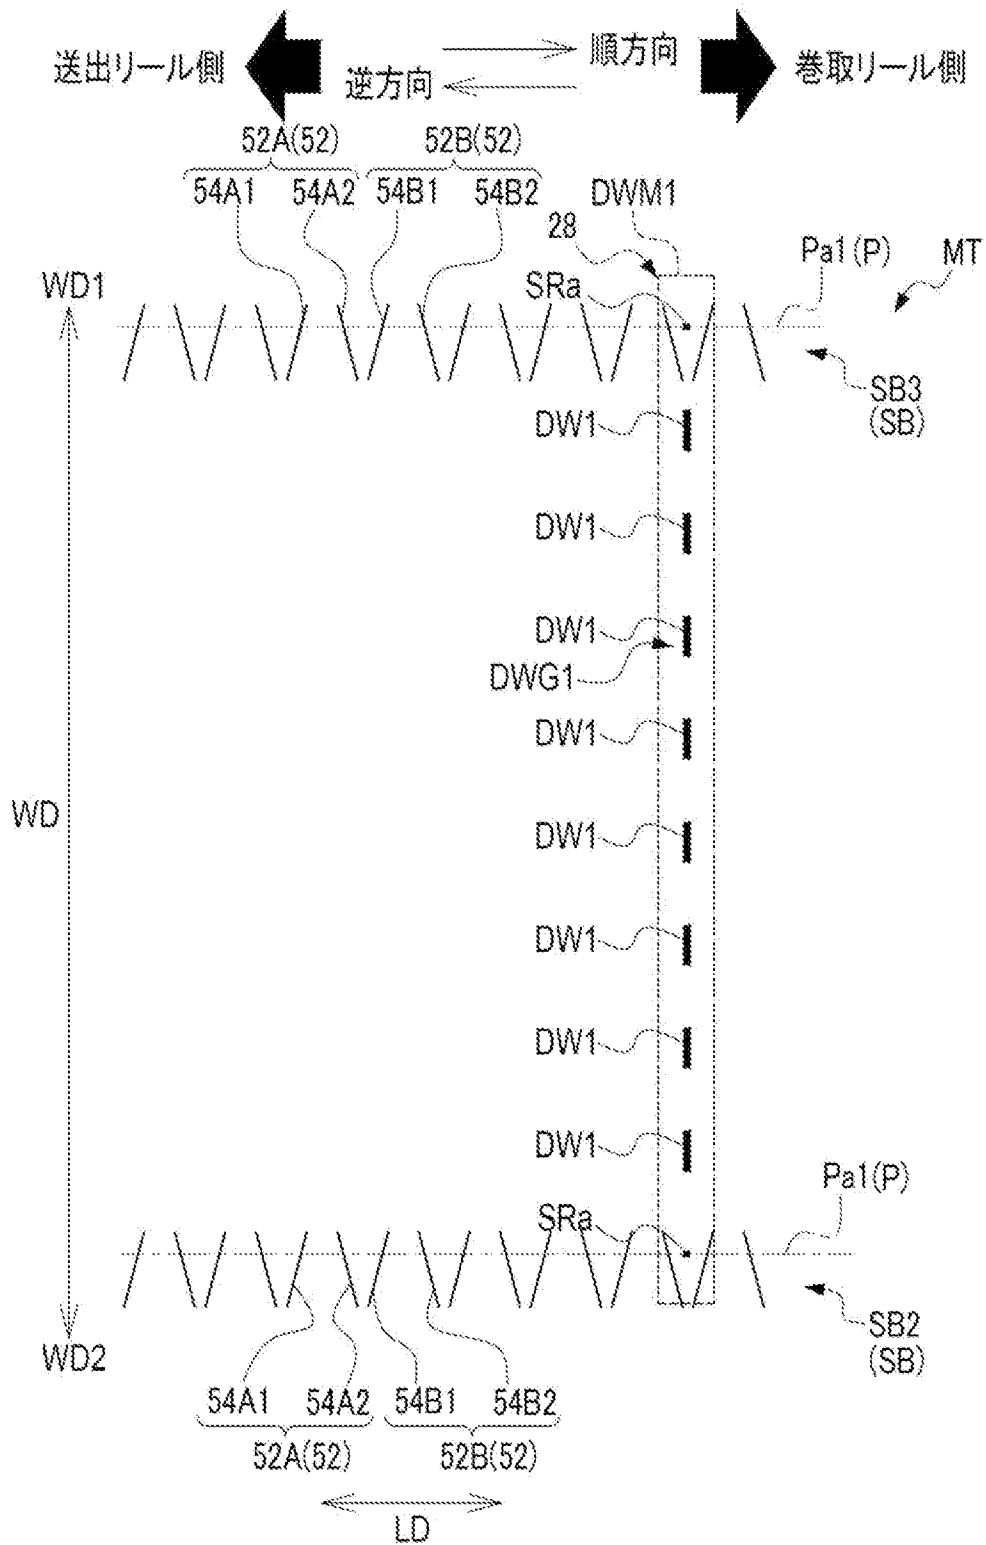 送出リール側
逆方向
順方向
巻取リール側
52A(52)
52B(52)
54A1
54A2
54B1
54B2
DWM1
28
SRa
Pa1(P)
MT
WD1
SB3
(SB)
DW1
DW1
DW1
DWG1
DW1
WD
DW1
DW1
DW1
DW1
Pa1(P)
SRa
SB2
(SB)
WD2
54A1
54A2
54B1
54B2
52A(52)
52B(52)
LD